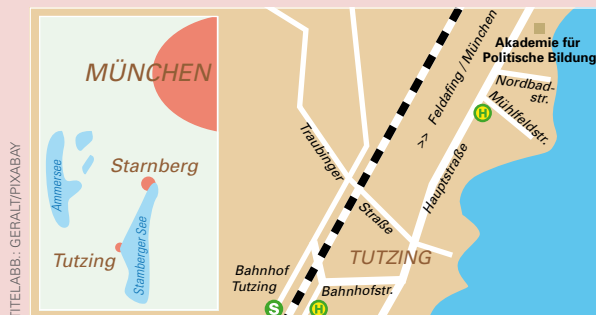 MÜNCHEN
Starnberg
Ammersee
Starnberger See
Tutzing
TITELABB.: GERALT/PIXABAY
Akademie für
Politische Bildung
Nordbad-
str.
Mühlfeldstr.
>> Feldafing / München
H
Traubinger
Straße
Hauptstraße
TUTZING
Bahnhof
Tutzing
Bahnhofstr.
S
H